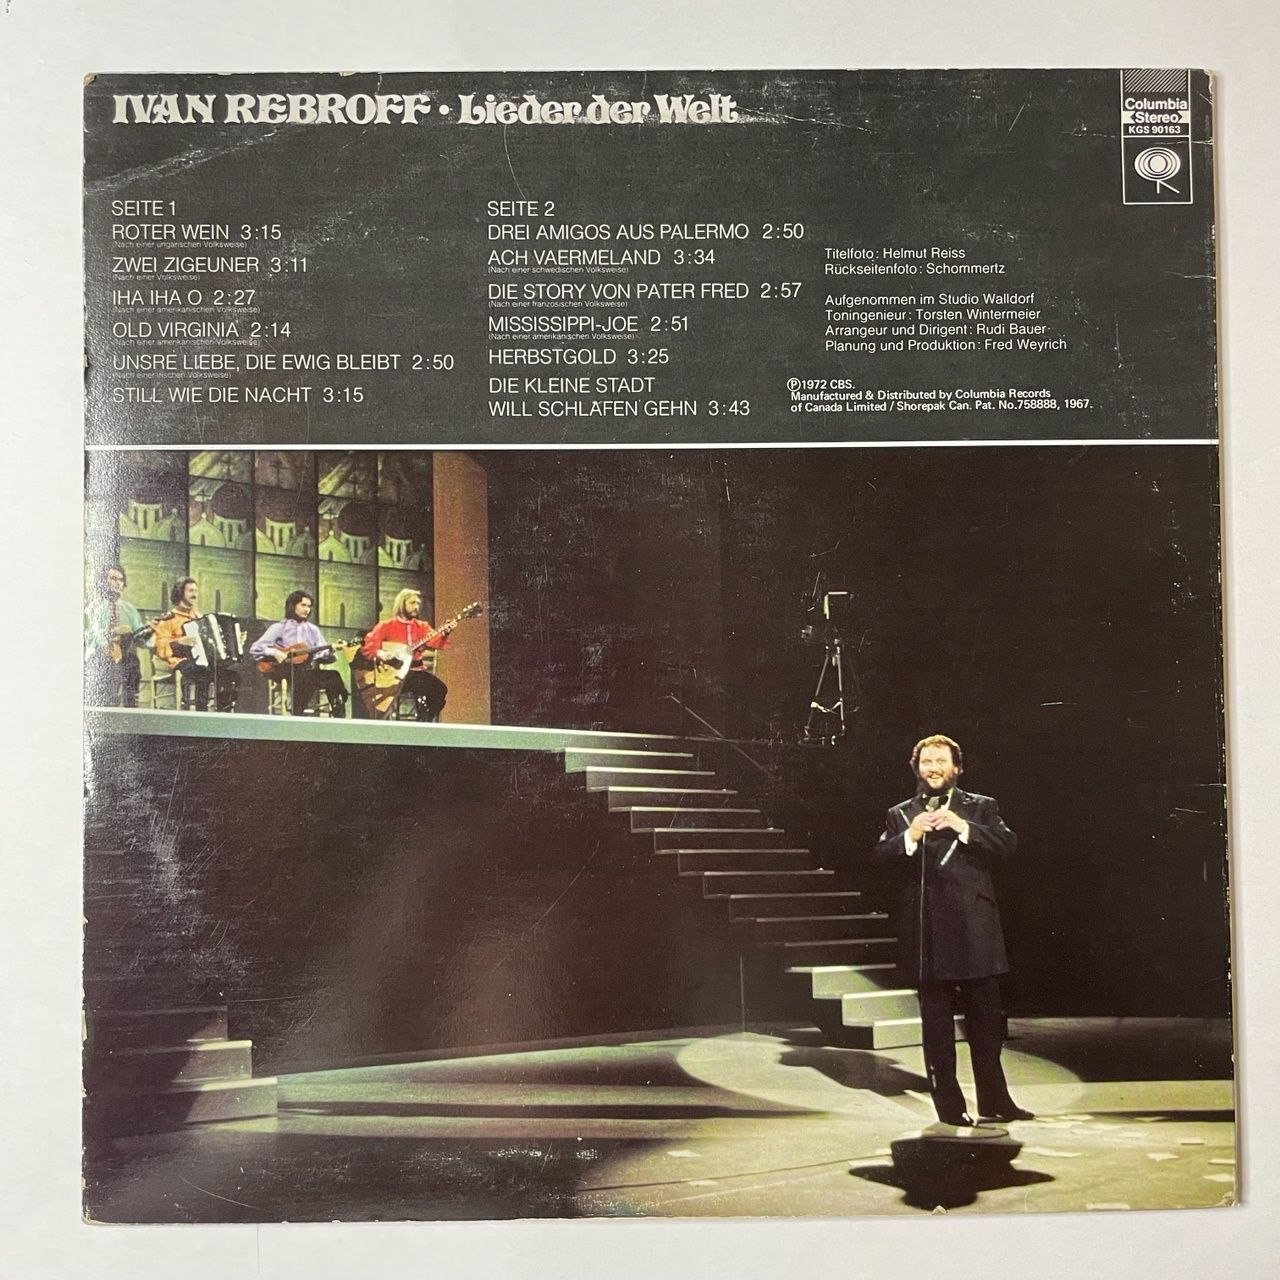 IVAN REBROFF • Lieder der Welt
Columbia
Stereo
KGS 90163
SEITE 1
ROTER WEIN 3:15
(Nach einer ungarischen Volksweise)
ZWEI ZIGEUNER 3:11
(Nach einer Volksweise)
IHA IHA O 2:27
(Nach einer amerikanischen Volksweise)
OLD VIRGINIA 2:14
(Nach einer amerikanischen Volksweise)
UNSRE LIEBE, DIE EWIG BLEIBT 2:50
(Nach einer irischen Volksweise)
STILL WIE DIE NACHT 3:15
SEITE 2
DREI AMIGOS AUS PALERMO 2:50
ACH VAERMELAND 3:34
(Nach einer schwedischen Volksweise)
DIE STORY VON PATER FRED 2:57
(Nach einer französischen Volksweise)
MISSISSIPPI-JOE 2:51
(Nach einer amerikanischen Volksweise)
HERBSTGOLD 3:25
DIE KLEINE STADT
WILL SCHLAFEN GEHN 3:43
Titelfoto: Helmut Reiss
Rückseitenfoto: Schommertz
Aufgenommen im Studio Walldorf
Toningenieur: Torsten Wintermeier
Arrangeur und Dirigent: Rudi Bauer
Planung und Produktion: Fred Weyrich
Ⓟ1972 CBS.
Manufactured & Distributed by Columbia Records
of Canada Limited / Shorepak Can. Pat. No.758888, 1967.